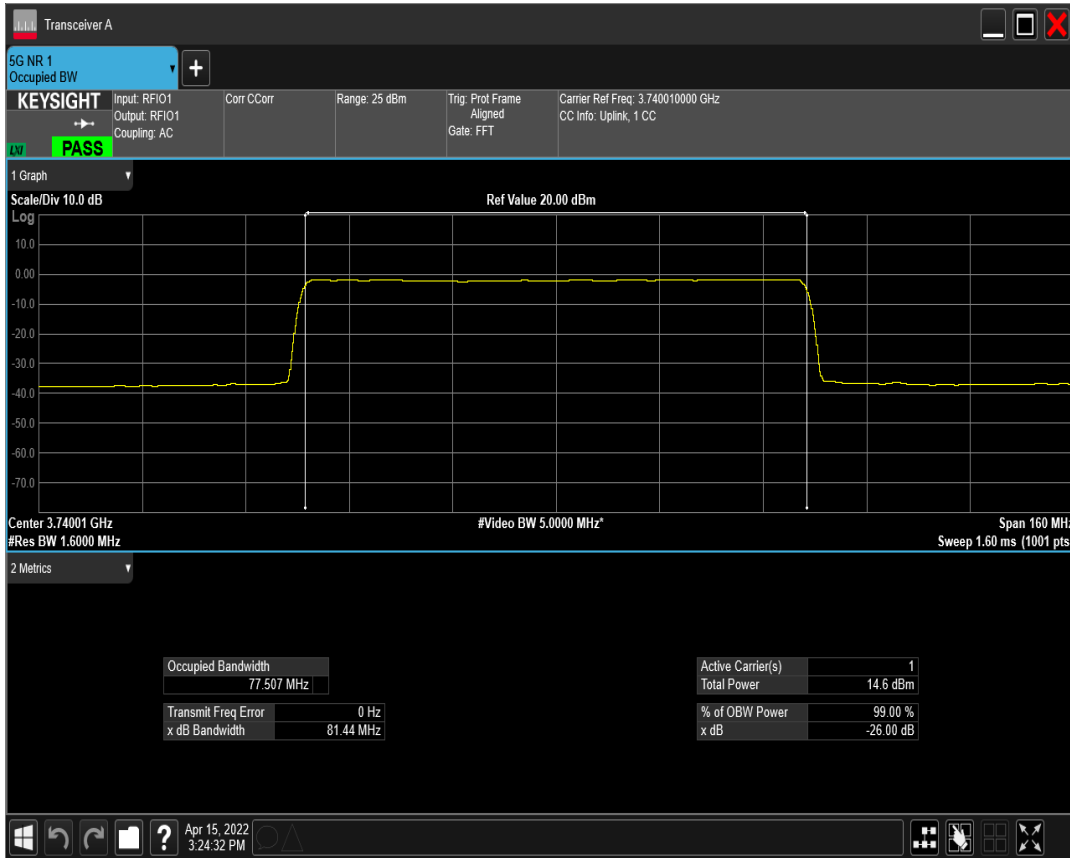 Transceiver A
5G NR 1
Occupied BW
+
KEYSIGHT
LXI
PASS
Input: RFIO1
Output: RFIO1
Coupling: AC
Corr CCorr
Range: 25 dBm
Trig: Prot Frame
Aligned
Gate: FFT
Carrier Ref Freq: 3.740010000 GHz
CC Info: Uplink, 1 CC
1 Graph
Scale/Div 10.0 dB
Ref Value 20.00 dBm
Log
10.0
0.00
-10.0
-20.0
-30.0
-40.0
-50.0
-60.0
-70.0
Center 3.74001 GHz
#Video BW 5.0000 MHz*
Span 160 MHz
#Res BW 1.6000 MHz
Sweep 1.60 ms (1001 pts
2 Metrics
Occupied Bandwidth
77.507 MHz
Transmit Freq Error 0 Hz
x dB Bandwidth 81.44 MHz
Active Carrier(s) 1
Total Power 14.6 dBm
% of OBW Power 99.00 %
x dB -26.00 dB
?
Apr 15, 2022
3:24:32 PM